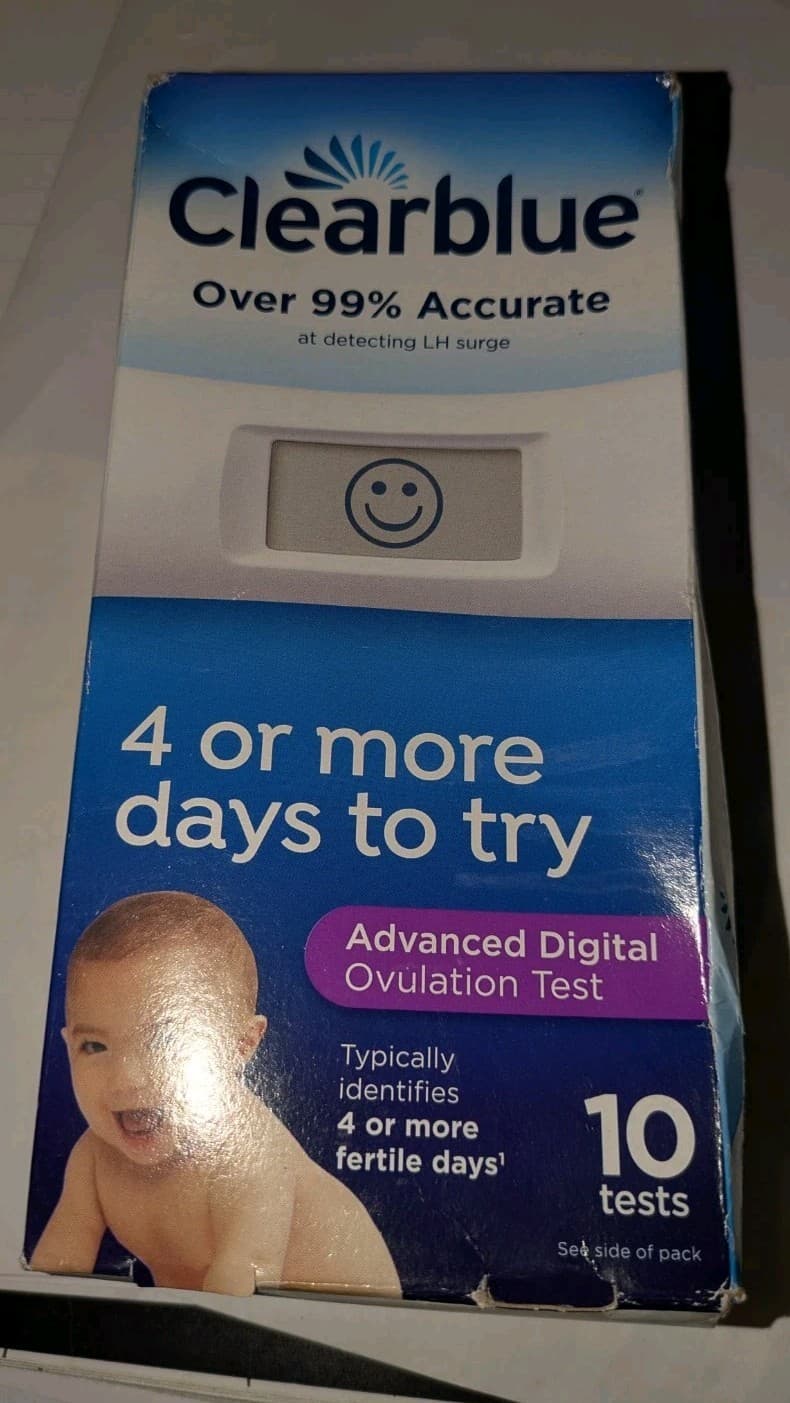 Clearblue®
Over 99% Accurate
at detecting LH surge
4 or more
days to try
Advanced Digital
Ovulation Test
Typically
identifies
4 or more
fertile days¹
10
tests
See side of pack